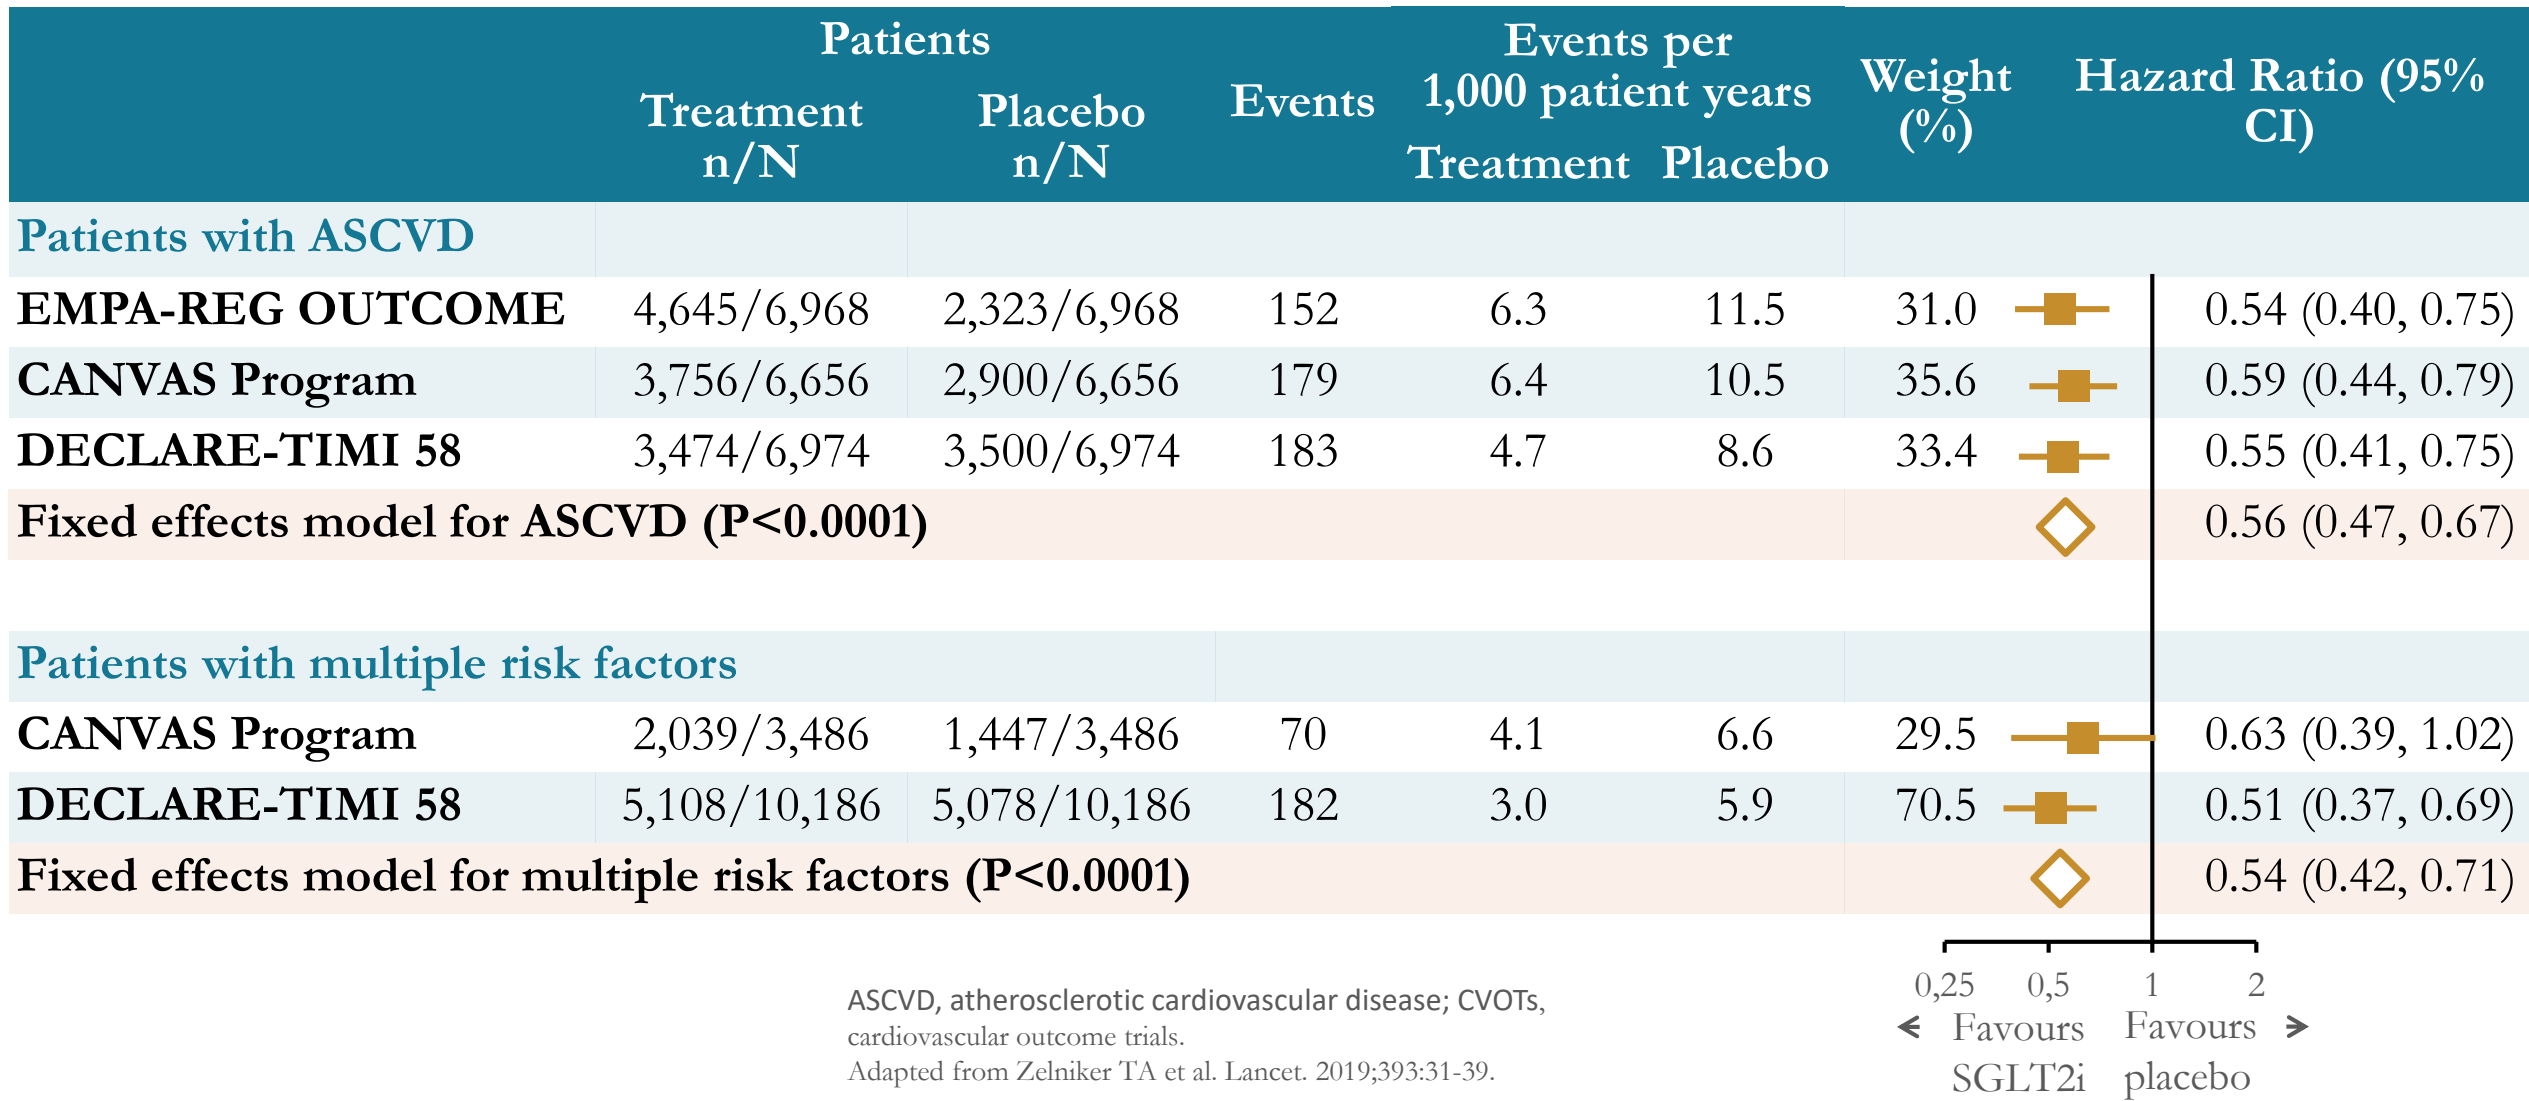 Patients
Treatment n/N
Placebo n/N
Events
Events per 1,000 patient years
Treatment Placebo
Weight (%)
Hazard Ratio (95% CI)
Patients with ASCVD
EMPA-REG OUTCOME 4,645/6,968 2,323/6,968 152 6.3 11.5 31.0 0.54 (0.40, 0.75)
CANVAS Program 3,756/6,656 2,900/6,656 179 6.4 10.5 35.6 0.59 (0.44, 0.79)
DECLARE-TIMI 58 3,474/6,974 3,500/6,974 183 4.7 8.6 33.4 0.55 (0.41, 0.75)
Fixed effects model for ASCVD (P<0.0001) 0.56 (0.47, 0.67)
Patients with multiple risk factors
CANVAS Program 2,039/3,486 1,447/3,486 70 4.1 6.6 29.5 0.63 (0.39, 1.02)
DECLARE-TIMI 58 5,108/10,186 5,078/10,186 182 3.0 5.9 70.5 0.51 (0.37, 0.69)
Fixed effects model for multiple risk factors (P<0.0001) 0.54 (0.42, 0.71)
0,25 0,5 1 2
Favours SGLT2i
Favours placebo
ASCVD, atherosclerotic cardiovascular disease; CVOTs,
cardiovascular outcome trials.
Adapted from Zelniker TA et al. Lancet. 2019;393:31-39.